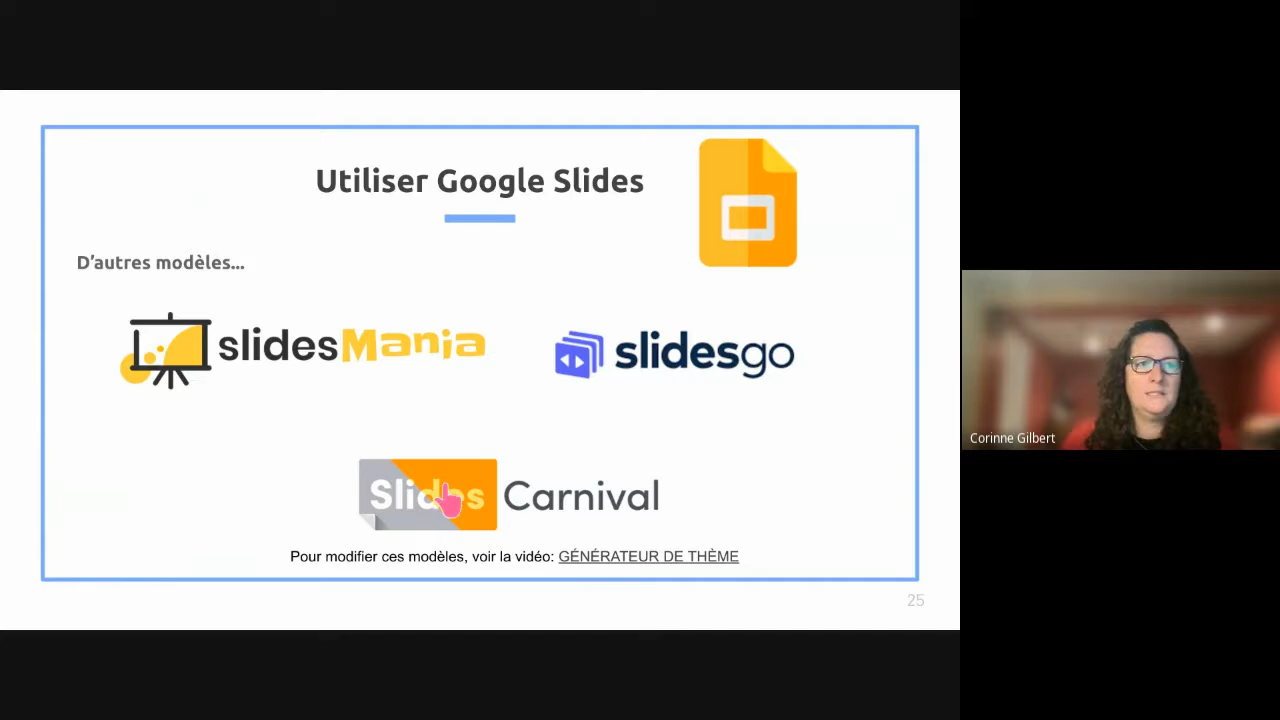 Utiliser Google Slides
D’autres modèles...
slidesMania
slidesgo
Slides Carnival
Pour modifier ces modèles, voir la vidéo: GÉNÉRATEUR DE THÈME
25
Corinne Gilbert